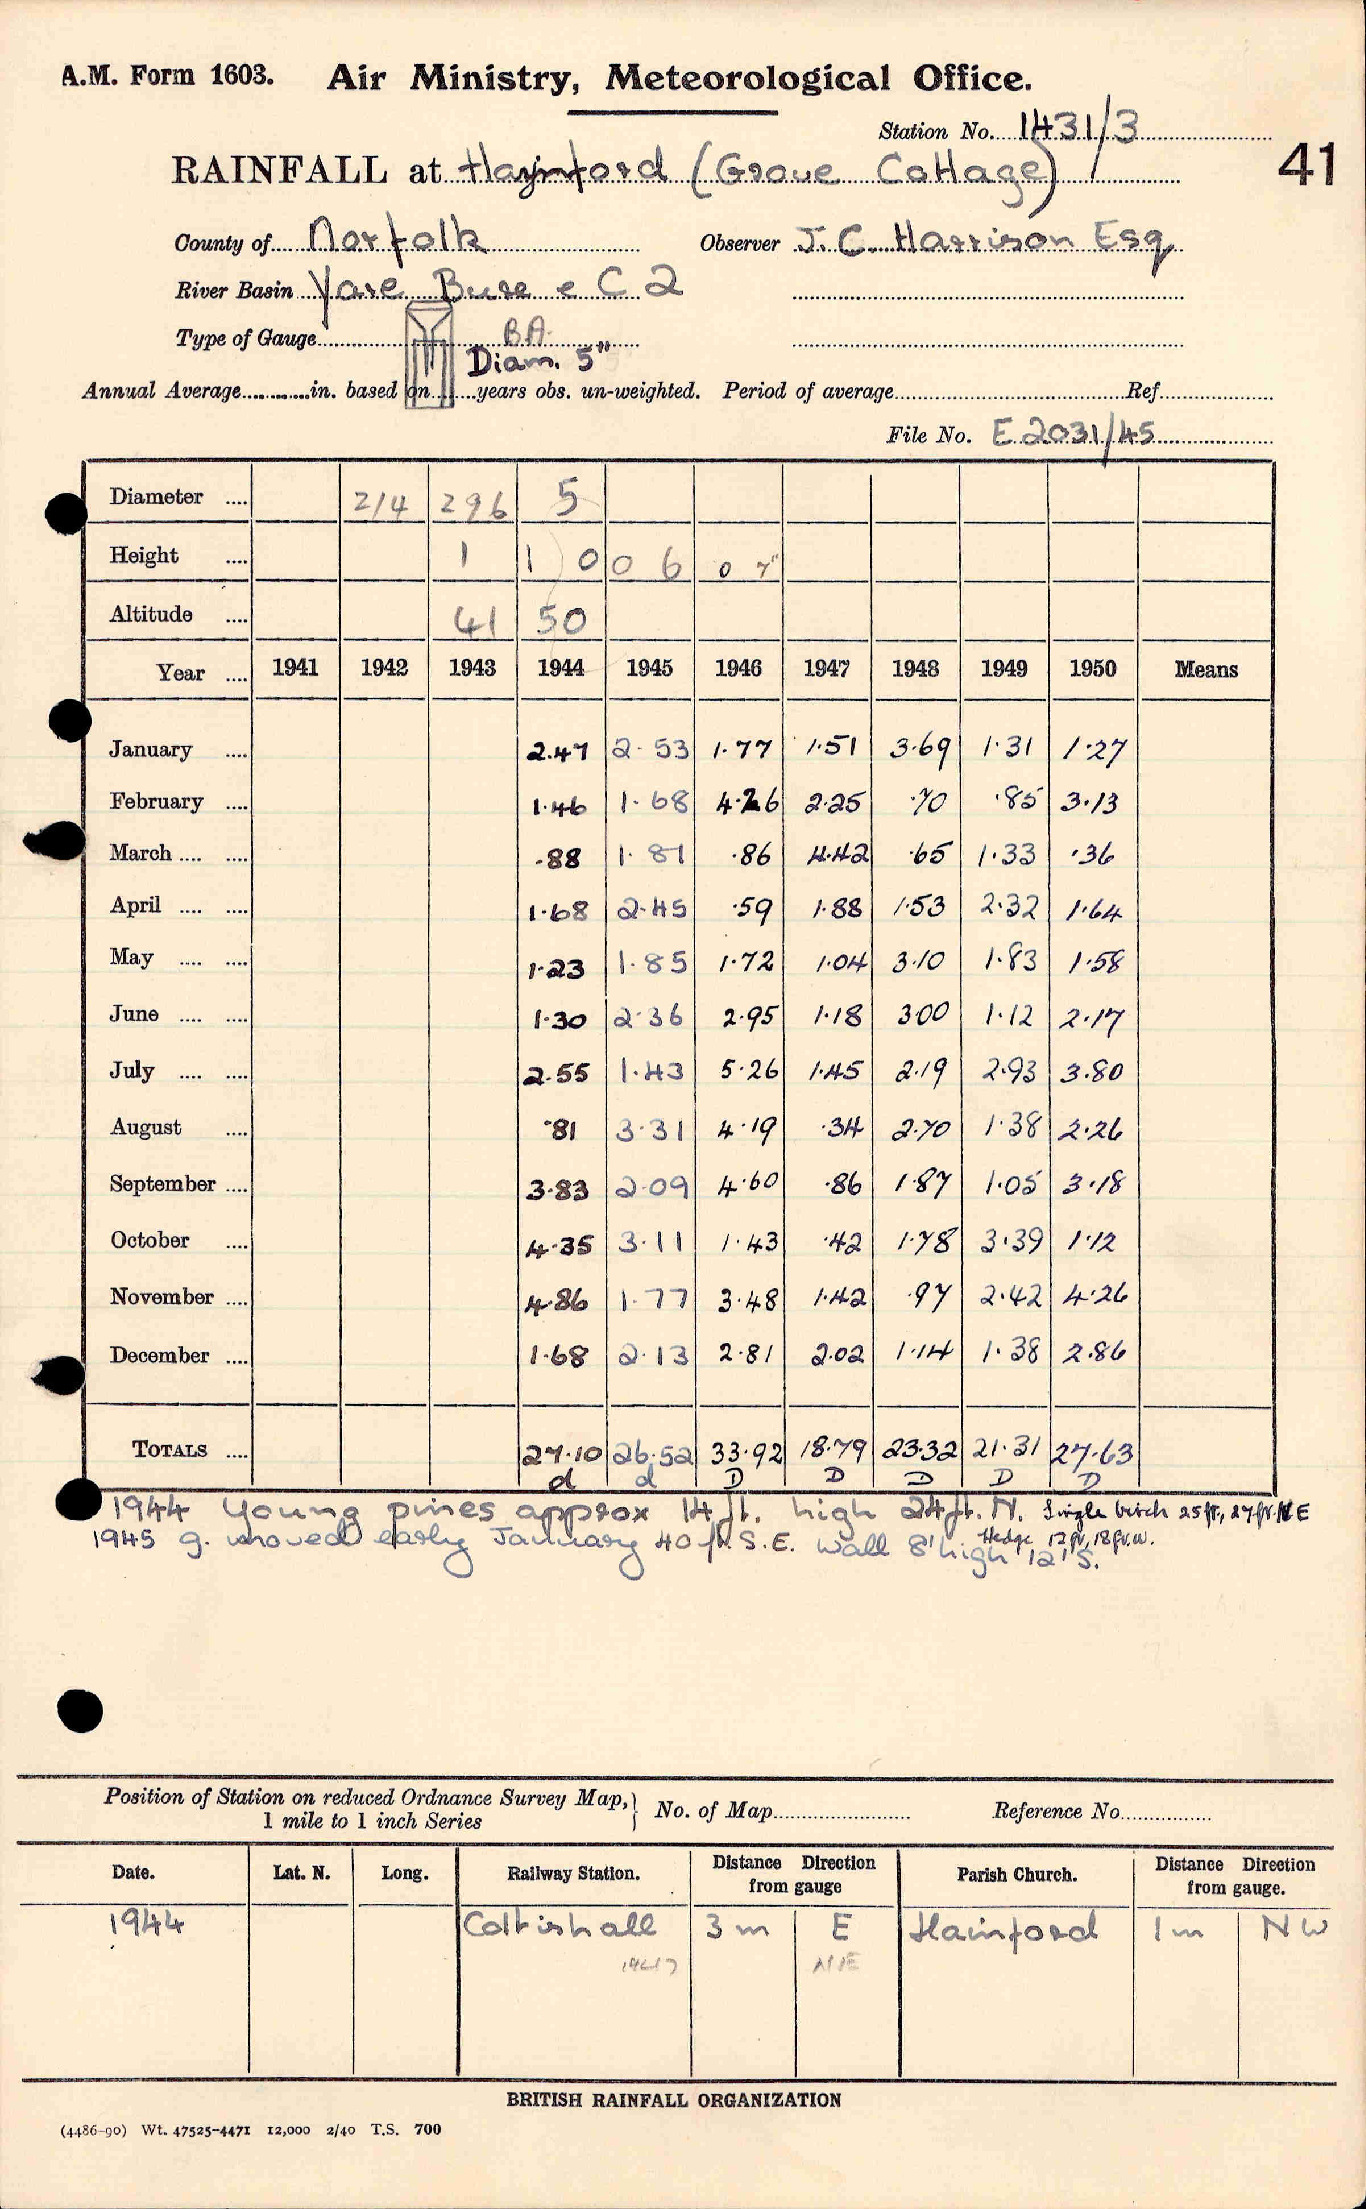 A.M. Form 1603. Air Ministry, Meteorological Office.
Station No. 1431/3
41
RAINFALL at Haynford (Grove Cottage)
County of Norfolk Observer J. C. Harrison Esq
River Basin Yare Bure e C 2
Type of Gauge B.A.
Diam. 5"
Annual Average in. based on years obs. un-weighted. Period of average Ref
File No. E 2031/45
Diameter .... 214 296 5
Height .... 1 1 0 0 6 0 7"
Altitude .... 41 50
Year .... 1941 1942 1943 1944 1945 1946 1947 1948 1949 1950 Means
January .... 2.47 2.53 1.77 1.51 3.69 1.31 1.27
February .... 1.46 1.68 4.26 2.25 .70 .85 3.13
March .... .... .88 1.81 .86 4.42 .65 1.33 .36
April .... .... 1.68 2.45 .59 1.88 1.53 2.32 1.64
May .... .... 1.23 1.85 1.72 1.04 3.10 1.83 1.58
June .... .... 1.30 2.36 2.95 1.18 3.00 1.12 2.17
July .... .... 2.55 1.43 5.26 1.45 2.19 2.93 3.80
August .... .81 3.31 4.19 .34 2.70 1.38 2.26
September .... 3.83 2.09 4.60 .86 1.87 1.05 3.18
October .... 4.35 3.11 1.43 .42 1.78 3.39 1.12
November .... 4.86 1.77 3.48 1.42 .97 2.42 4.26
December .... 1.68 2.13 2.81 2.02 1.14 1.38 2.86
TOTALS .... 27.10 26.52 33.92 18.79 23.32 21.31 27.63
d d D D D D D
1944 Young pines approx 14 ft. high 24 ft. N. Single birch 25 ft., 27 ft. N E
Hedge 12 ft, 18 ft. W.
1945 g. moved early January 40 ft. S.E. Wall 8' high 12' S.
Position of Station on reduced Ordnance Survey Map, 1 mile to 1 inch Series No. of Map Reference No.
Date. Lat. N. Long. Railway Station. Distance Direction from gauge Parish Church. Distance Direction from gauge.
1944 Coltishall 3 m E Hainford 1 m N W
NNE
BRITISH RAINFALL ORGANIZATION
(4486-90) Wt. 47525-4471 12,000 2/40 T.S. 700